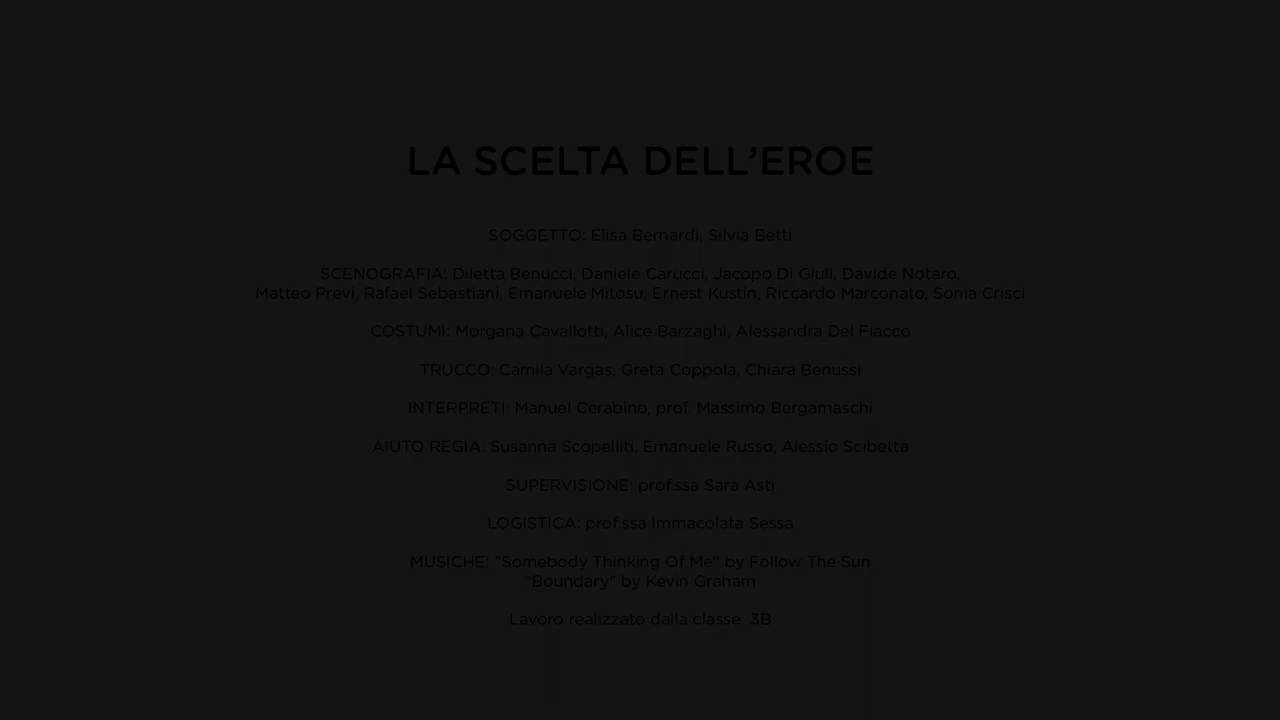 LA SCELTA DELL’EROE
SOGGETTO: Elisa Bernardi, Silvia Betti
SCENOGRAFIA: Diletta Benucci, Daniele Carucci, Jacopo Di Giuli, Davide Notaro,
Matteo Previ, Rafael Sebastiani, Emanuele Mitosu, Ernest Kustin, Riccardo Marconato, Sonia Crisci
COSTUMI: Morgana Cavallotti, Alice Barzaghi, Alessandra Del Fiacco
TRUCCO: Camila Vargas, Greta Coppola, Chiara Benussi
INTERPRETI: Manuel Cerabino, prof. Massimo Bergamaschi
AIUTO REGIA: Susanna Scopelliti, Emanuele Russo, Alessio Scibetta
SUPERVISIONE: prof.ssa Sara Asti
LOGISTICA: prof.ssa Immacolata Sessa
MUSICHE: "Somebody Thinking Of Me" by Follow The Sun
"Boundary" by Kevin Graham
Lavoro realizzato dalla classe  3B